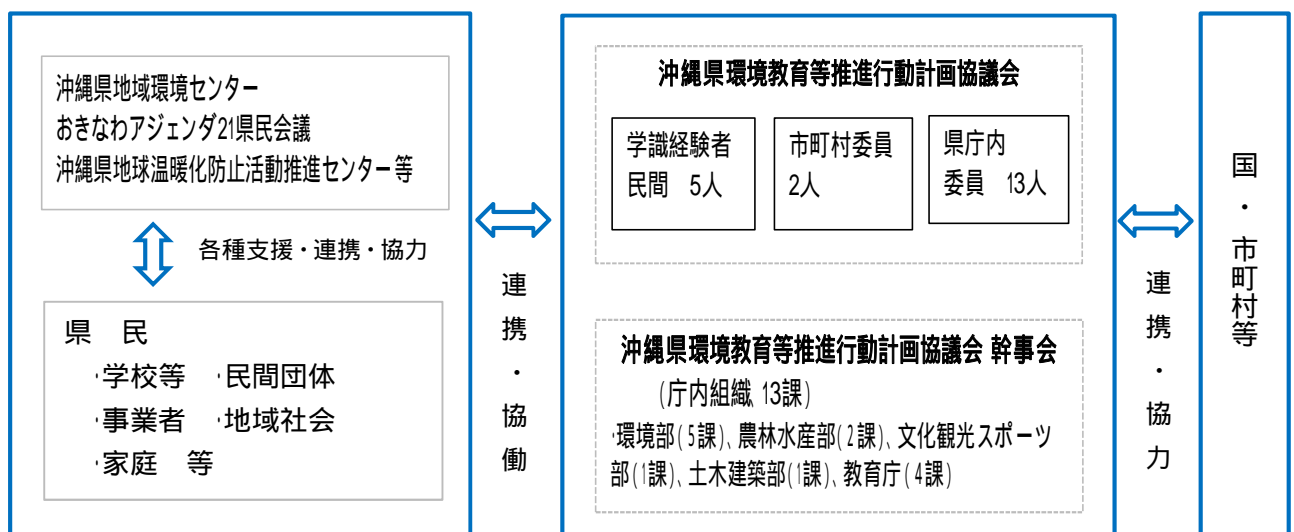 沖縄県地域環境センター
おきなわアジェンダ21県民会議
沖縄県地球温暖化防止活動推進センター等
各種支援・連携・協力
県　民
・学校等　・民間団体
・事業者　・地域社会
・家庭　等
連携・協働
沖縄県環境教育等推進行動計画協議会
学識経験者
民間　5人
市町村委員
2人
県庁内
委員　13人
沖縄県環境教育等推進行動計画協議会 幹事会
(庁内組織 13課)
・環境部(5課)、農林水産部(2課)、文化観光スポーツ
部(1課)、土木建築部(1課)、教育庁(4課)
連携・協力
国・市町村等